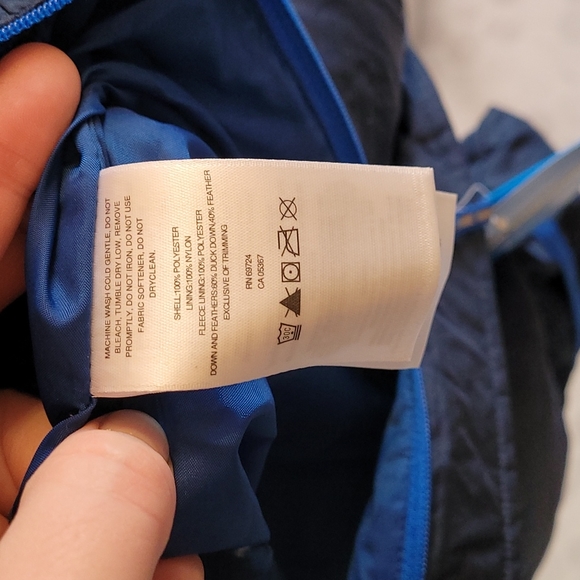 MACHINE WASH COLD GENTLE, DO NOT
BLEACH, TUMBLE DRY LOW, REMOVE
PROMPTLY, DO NOT IRON, DO NOT USE
FABRIC SOFTENER, DO NOT
DRYCLEAN.
SHELL:100% POLYESTER
LINING:100% NYLON
FLEECE LINING:100% POLYESTER
DOWN AND FEATHERS:60% DUCK DOWN,40% FEATHER
EXCLUSIVE OF TRIMMING
RN 69724
CA 05367
30C